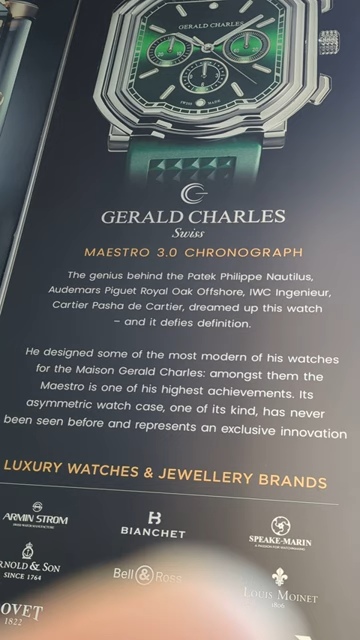 GERALD CHARLES
SWISS MADE
GERALD CHARLES
Swiss
MAESTRO 3.0 CHRONOGRAPH
The genius behind the Patek Philippe Nautilus,
Audemars Piguet Royal Oak Offshore, IWC Ingenieur,
Cartier Pasha de Cartier, dreamed up this watch
– and it defies definition.
He designed some of the most modern of his watches
for the Maison Gerald Charles: amongst them the
Maestro is one of his highest achievements. Its
asymmetric watch case, one of its kind, has never
been seen before and represents an exclusive innovation
LUXURY WATCHES & JEWELLERY BRANDS
ARMIN STROM
BIANCHET
SPEAKE-MARIN
RNOLD & SON
SINCE 1764
Bell & Ross
LOUIS MOINET
1806
OVET
1822